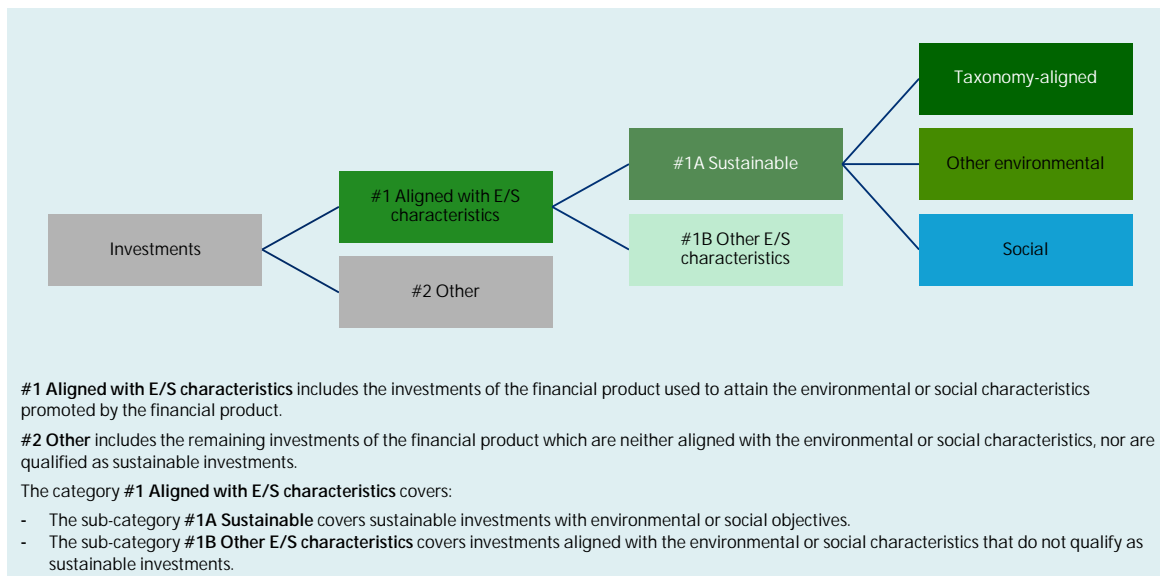 Taxonomy-aligned
#1A Sustainable
Other environmental
#1 Aligned with E/S
characteristics
#1B Other E/S
characteristics
Investments
Social
#2 Other
#1 Aligned with E/S characteristics includes the investments of the financial product used to attain the environmental or social characteristics
promoted by the financial product.
#2 Other includes the remaining investments of the financial product which are neither aligned with the environmental or social characteristics, nor are
qualified as sustainable investments.
The category #1 Aligned with E/S characteristics covers:
- The sub-category #1A Sustainable covers sustainable investments with environmental or social objectives.
- The sub-category #1B Other E/S characteristics covers investments aligned with the environmental or social characteristics that do not qualify as
sustainable investments.